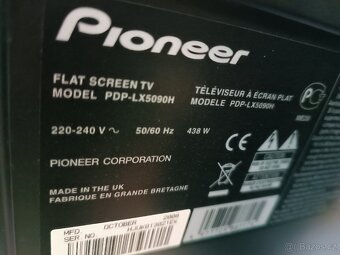 Pioneer
FLAT SCREEN TV
MODEL PDP-LX5090H
TÉLÉVISEUR À ÉCRAN PLAT
MODELE PDP-LX5090H
220-240 V ~ 50/60 Hz 438 W
PIONEER CORPORATION
CE
MADE IN THE UK
FABRIQUE EN GRANDE BRETAGNE
MFD. OCTOBER 2008
SER. NO